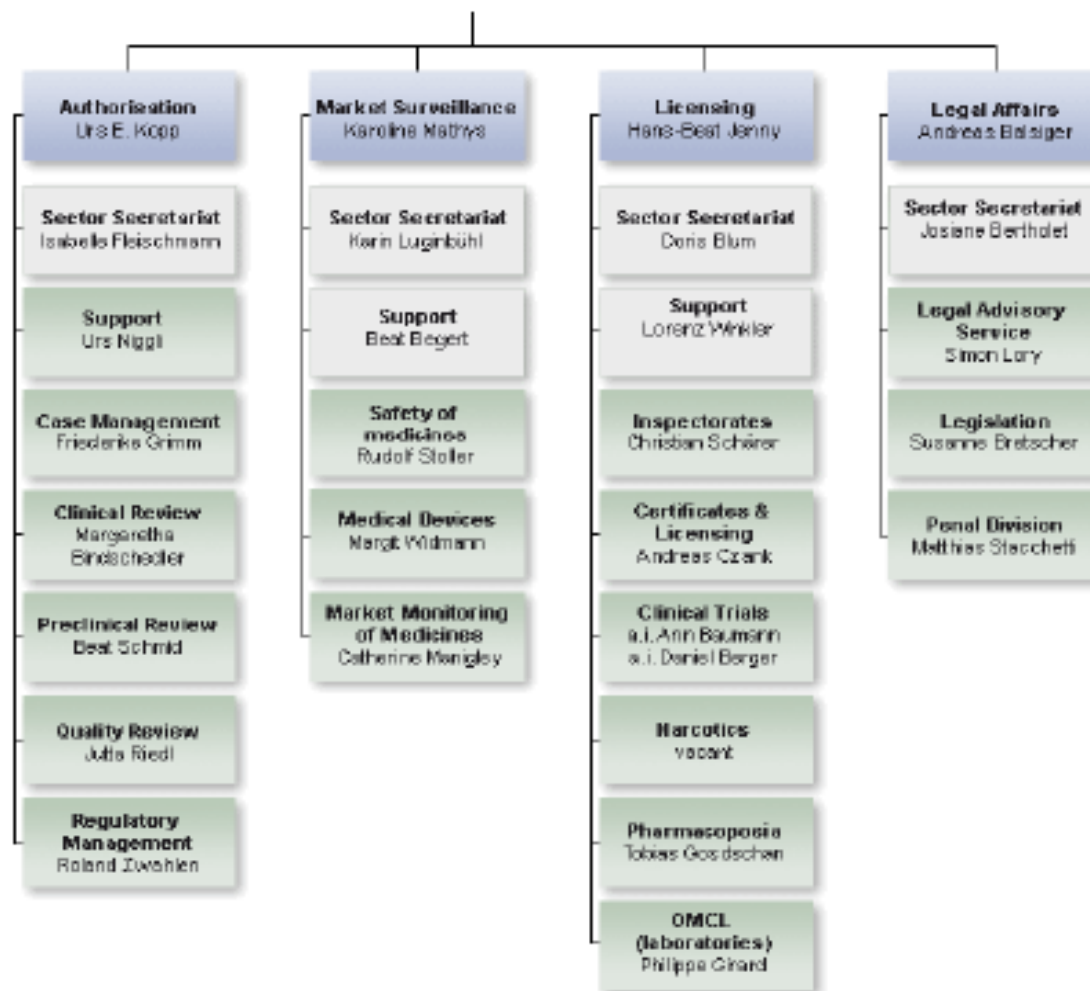 Authorisation
Urs E. Kopp
Sector Secretariat
Isabelle Fleischmann
Support
Urs Niggli
Case Management
Friederike Grimm
Clinical Review
Margaretha
Bindschedler
Preclinical Review
Beat Schmid
Quality Review
Jutta Riedl
Regulatory
Management
Roland Zwahlen
Market Surveillance
Karoline Mathys
Sector Secretariat
Karin Luginbühl
Support
Beat Begert
Safety of
medicines
Rudolf Stoller
Medical Devices
Margit Widmann
Market Monitoring
of Medicines
Catherine Manigley
Licensing
Hans-Beat Jenny
Sector Secretariat
Doris Blum
Support
Lorenz Winkler
Inspectorates
Christian Schärer
Certificates &
Licensing
Andreas Czank
Clinical Trials
a.i. Ann Baumann
a.i. Daniel Berger
Narcotics
vacant
Pharmacopoeia
Tobias Gosdschan
OMCL
(laboratories)
Philippe Girard
Legal Affairs
Andreas Balsiger
Sector Secretariat
Josiane Bertholet
Legal Advisory
Service
Simon Lory
Legislation
Susanne Bretscher
Penal Division
Matthias Stacchetti